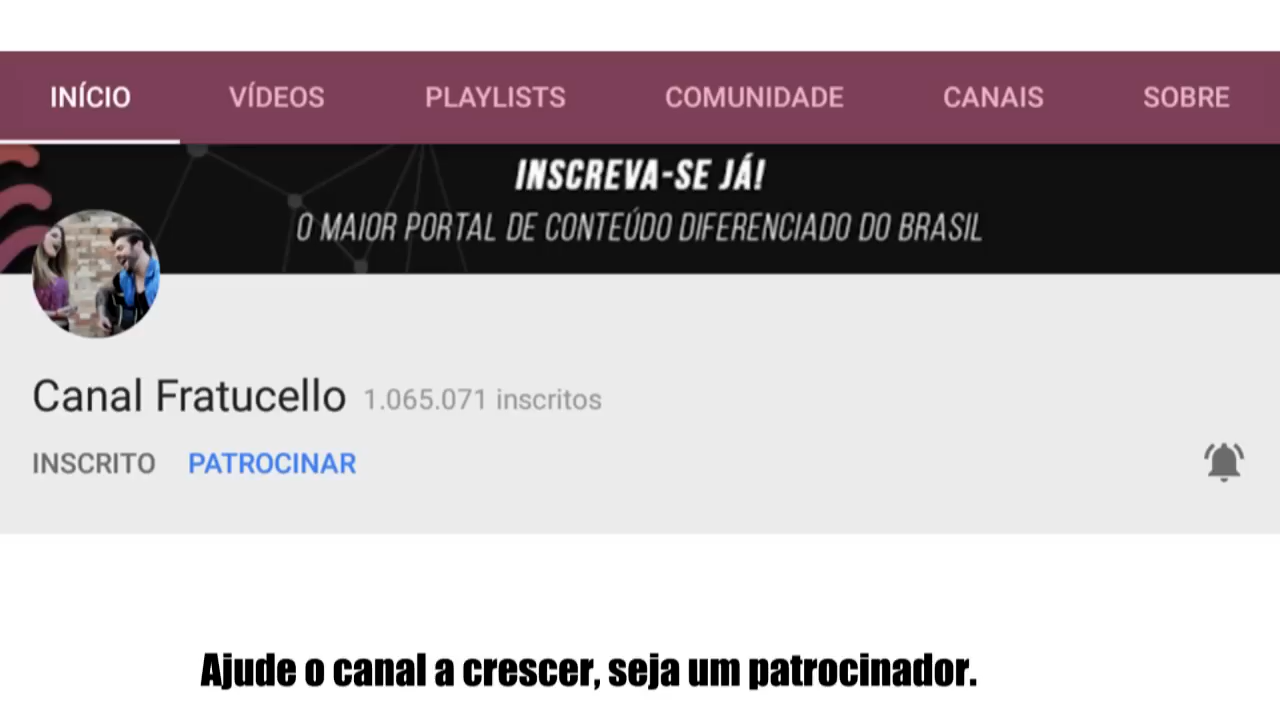 INÍCIO VÍDEOS PLAYLISTS COMUNIDADE CANAIS SOBRE
INSCREVA-SE JÁ!
O MAIOR PORTAL DE CONTEÚDO DIFERENCIADO DO BRASIL
Canal Fratucello 1.065.071 inscritos
INSCRITO PATROCINAR
Ajude o canal a crescer, seja um patrocinador.